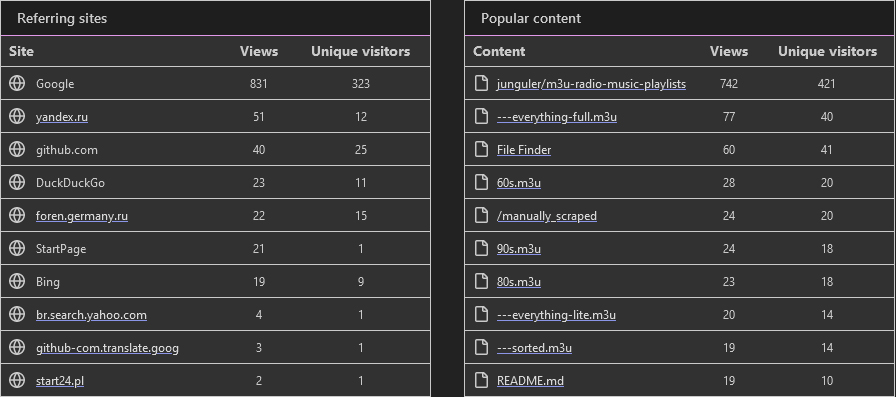 Referring sites
Site Views Unique visitors
Google 831 323
yandex.ru 51 12
github.com 40 25
DuckDuckGo 23 11
foren.germany.ru 22 15
StartPage 21 1
Bing 19 9
br.search.yahoo.com 4 1
github-com.translate.goog 3 1
start24.pl 2 1
Popular content
Content Views Unique visitors
junguler/m3u-radio-music-playlists 742 421
---everything-full.m3u 77 40
File Finder 60 41
60s.m3u 28 20
/manually_scraped 24 20
90s.m3u 24 18
80s.m3u 23 18
---everything-lite.m3u 20 14
---sorted.m3u 19 14
README.md 19 10